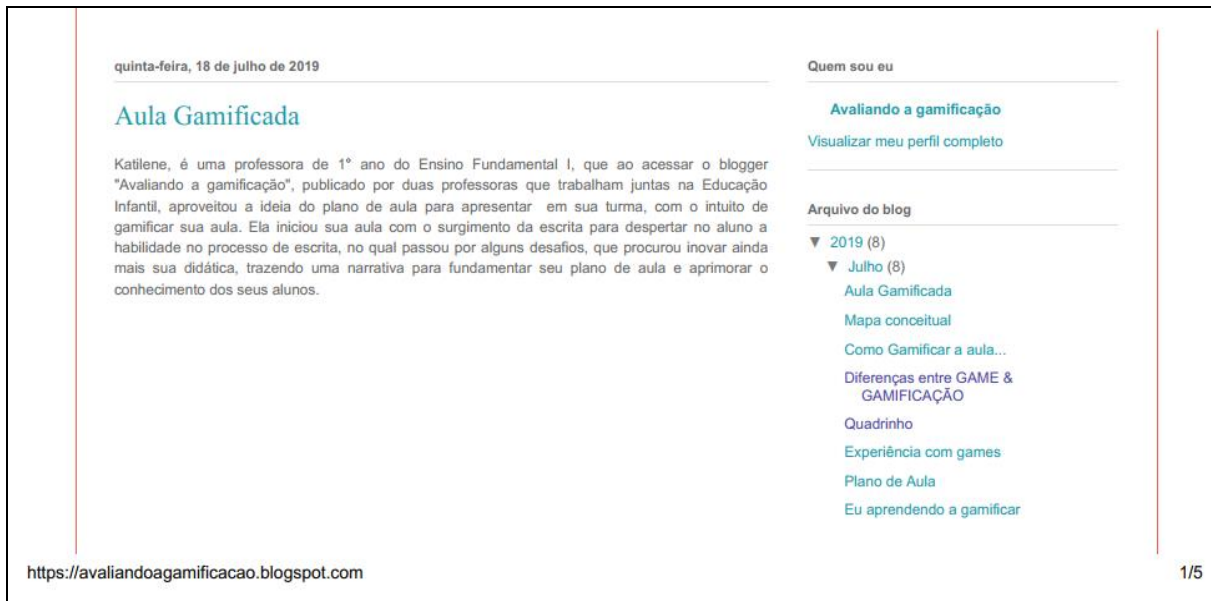 quinta-feira, 18 de julho de 2019
Aula Gamificada
Katilene, é uma professora de 1° ano do Ensino Fundamental I, que ao acessar o blogger
"Avaliando a gamificação", publicado por duas professoras que trabalham juntas na Educação
Infantil, aproveitou a ideia do plano de aula para apresentar em sua turma, com o intuito de
gamificar sua aula. Ela iniciou sua aula com o surgimento da escrita para despertar no aluno a
habilidade no processo de escrita, no qual passou por alguns desafios, que procurou inovar ainda
mais sua didática, trazendo uma narrativa para fundamentar seu plano de aula e aprimorar o
conhecimento dos seus alunos.
Quem sou eu
Avaliando a gamificação
Visualizar meu perfil completo
Arquivo do blog
▼ 2019 (8)
▼ Julho (8)
Aula Gamificada
Mapa conceitual
Como Gamificar a aula...
Diferenças entre GAME &
GAMIFICAÇÃO
Quadrinho
Experiência com games
Plano de Aula
Eu aprendendo a gamificar
https://avaliandoagamificacao.blogspot.com
1/5